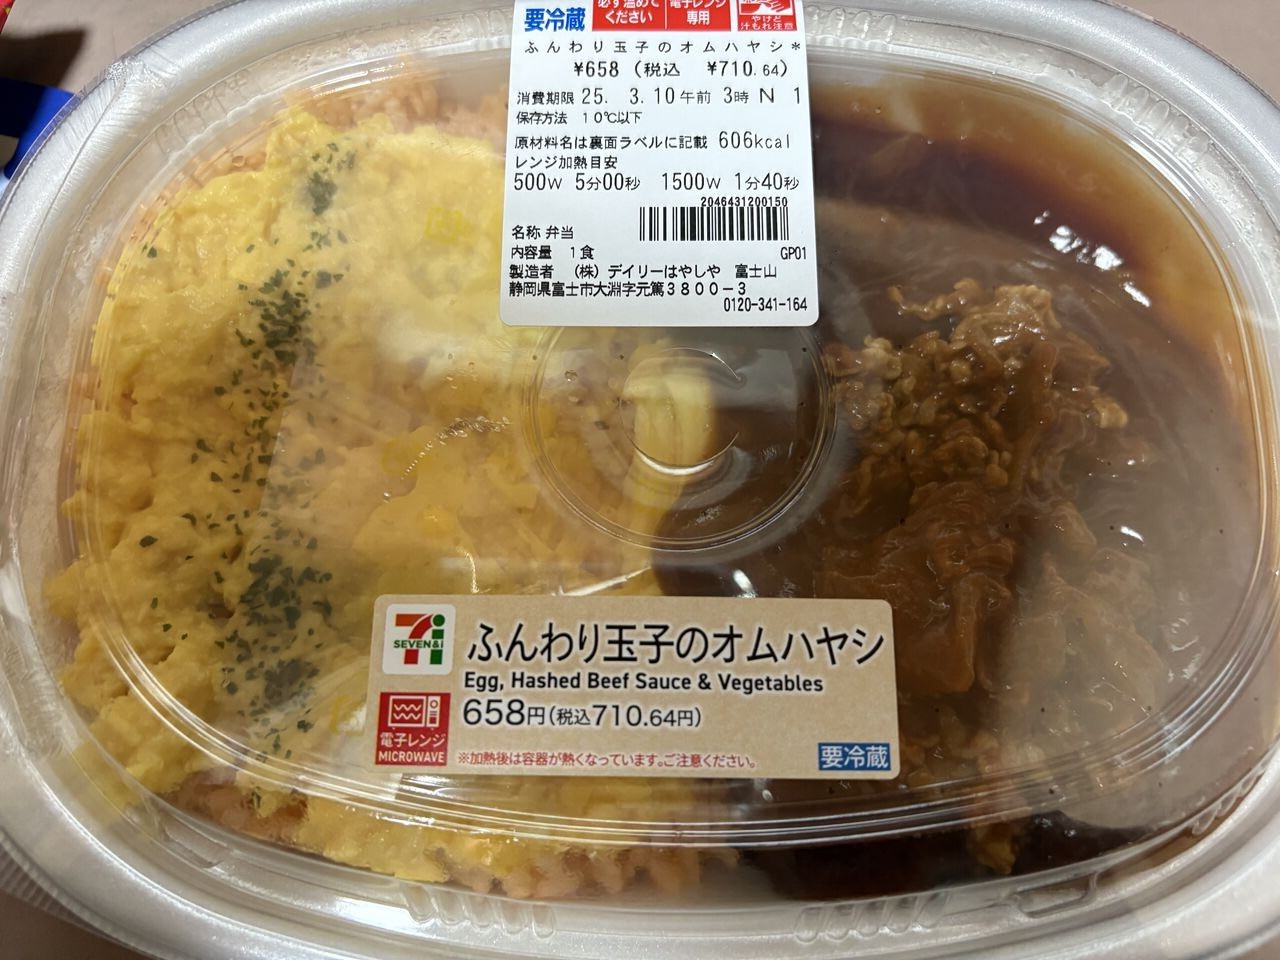 要冷蔵
必ず温めて
ください
電子レンジ
専用
やけど
汁もれ注意
ふんわり玉子のオムハヤシ*
¥658 (税込 ¥710.64)
消費期限 25. 3.10午前 3時 N 1
保存方法 10℃以下
原材料名は裏面ラベルに記載 606kcal
レンジ加熱目安
500W 5分00秒 1500W 1分40秒
2046431200150
名称 弁当
内容量 1食 GP01
製造者 (株)デイリーはやしや 富士山
静岡県富士市大淵字元篤3800-3
0120-341-164
SEVEN&i
ふんわり玉子のオムハヤシ
Egg, Hashed Beef Sauce & Vegetables
658円(税込710.64円)
電子レンジ
MICROWAVE
※加熱後は容器が熱くなっています。ご注意ください。
要冷蔵